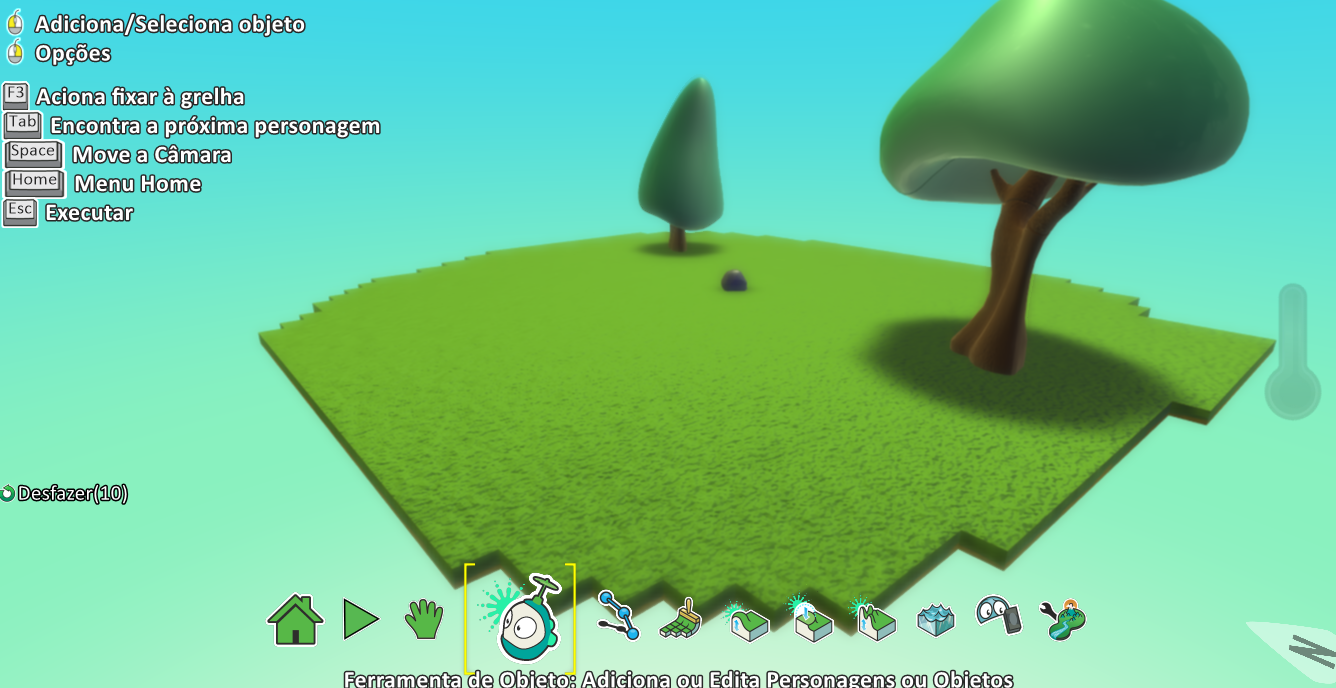 Adiciona/Seleciona objeto
Opções
F3 Aciona fixar à grelha
Tab Encontra a próxima personagem
Space Move a Câmara
Home Menu Home
Esc Executar
Desfazer(10)
Ferramenta de Objeto: Adiciona ou Edita Personagens ou Objetos
N